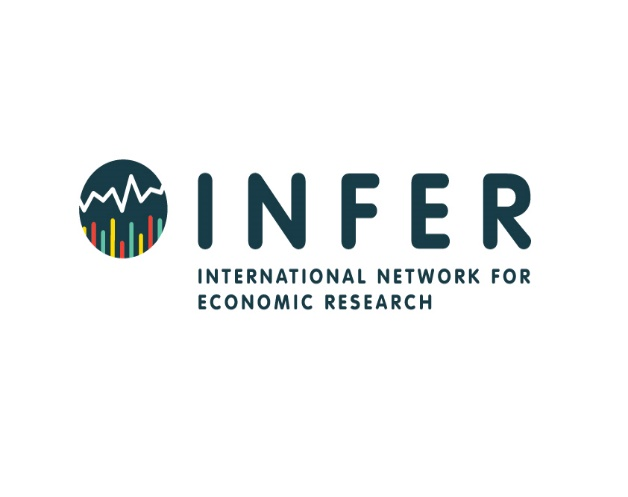 INFER
INTERNATIONAL NETWORK FOR
ECONOMIC RESEARCH